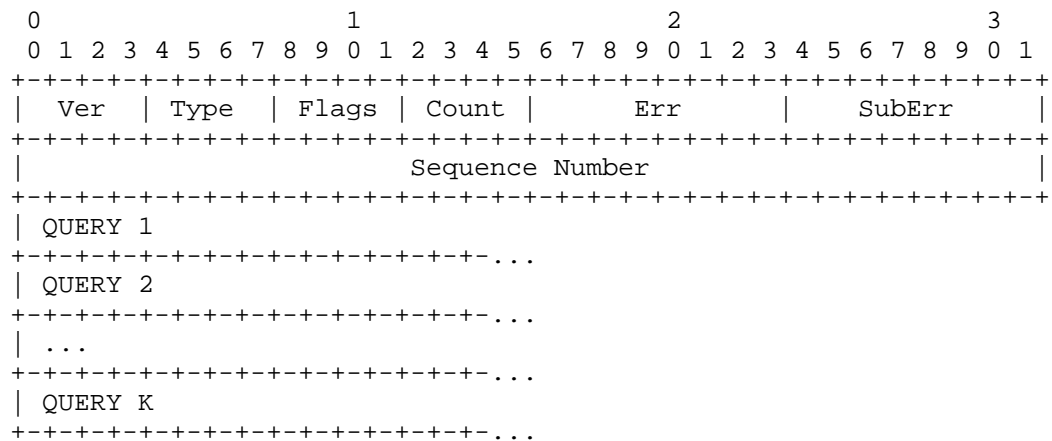 0                   1                   2                   3
 0 1 2 3 4 5 6 7 8 9 0 1 2 3 4 5 6 7 8 9 0 1 2 3 4 5 6 7 8 9 0 1
+-+-+-+-+-+-+-+-+-+-+-+-+-+-+-+-+-+-+-+-+-+-+-+-+-+-+-+-+-+-+-+-+
|  Ver  | Type  | Flags | Count |      Err      |    SubErr     |
+-+-+-+-+-+-+-+-+-+-+-+-+-+-+-+-+-+-+-+-+-+-+-+-+-+-+-+-+-+-+-+-+
|                        Sequence Number                        |
+-+-+-+-+-+-+-+-+-+-+-+-+-+-+-+-+-+-+-+-+-+-+-+-+-+-+-+-+-+-+-+-+
| QUERY 1
+-+-+-+-+-+-+-+-+-+-+-+-+-+-+-...
| QUERY 2
+-+-+-+-+-+-+-+-+-+-+-+-+-+-+-...
| ...
+-+-+-+-+-+-+-+-+-+-+-+-+-+-+-...
| QUERY K
+-+-+-+-+-+-+-+-+-+-+-+-+-+-+-...